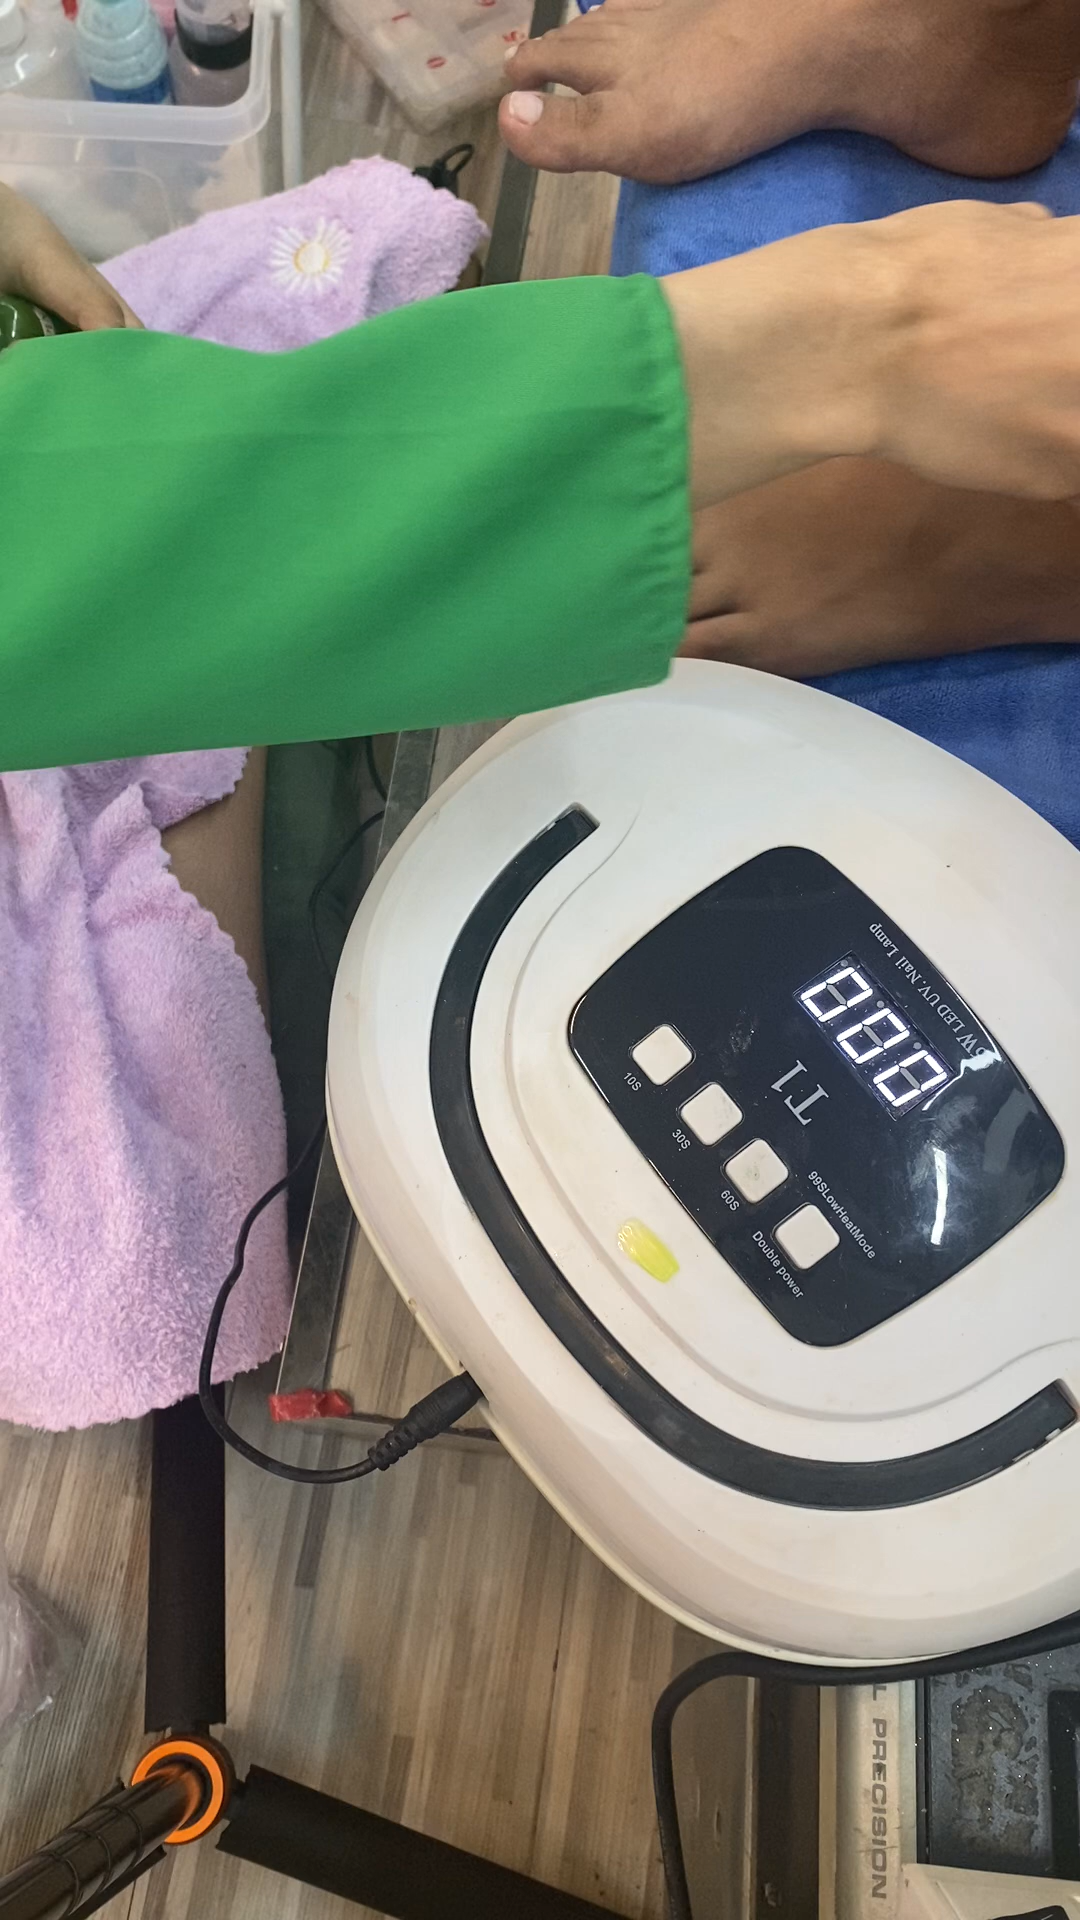 W LED UV. Nail Lamp
000
T1
10S
30S
60S
99SLowHeatMode
Double power
PRECISION